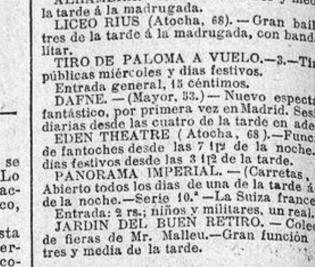 la tarde á la madrugada.
LICEO RIUS (Atocha, 68).—Gran bail
tres de la tarde á la madrugada, con band
litar.
TIRO DE PALOMA A VUELO.—3.—Ti
públicas miércoles y días festivos.
Entrada general, 15 céntimos.
DAFNE.—(Mayor, 53.)—Nuevo espect
fantástico, por primera vez en Madrid. Ses
diarias desde las cuatro de la tarde en ade
EDEN THEATRE (Atocha, 68).—Func
de fantoches desde las 7 1¡2 de la noche.
días festivos desde las 3 1¡2 de la tarde.
PANORAMA IMPERIAL.—(Carretas,
Abierto todos los dias de una de la tarde á
de la noche.—Serie 10.ª—La Suiza france
Entrada: 2 rs.; niños y militares, un real.
JARDIN DEL BUEN RETIRO.—Colec
de fieras de Mr. Malleu.—Gran función
tres y media de la tarde.
se
Lo
ac-
co,
sta
er-
co-